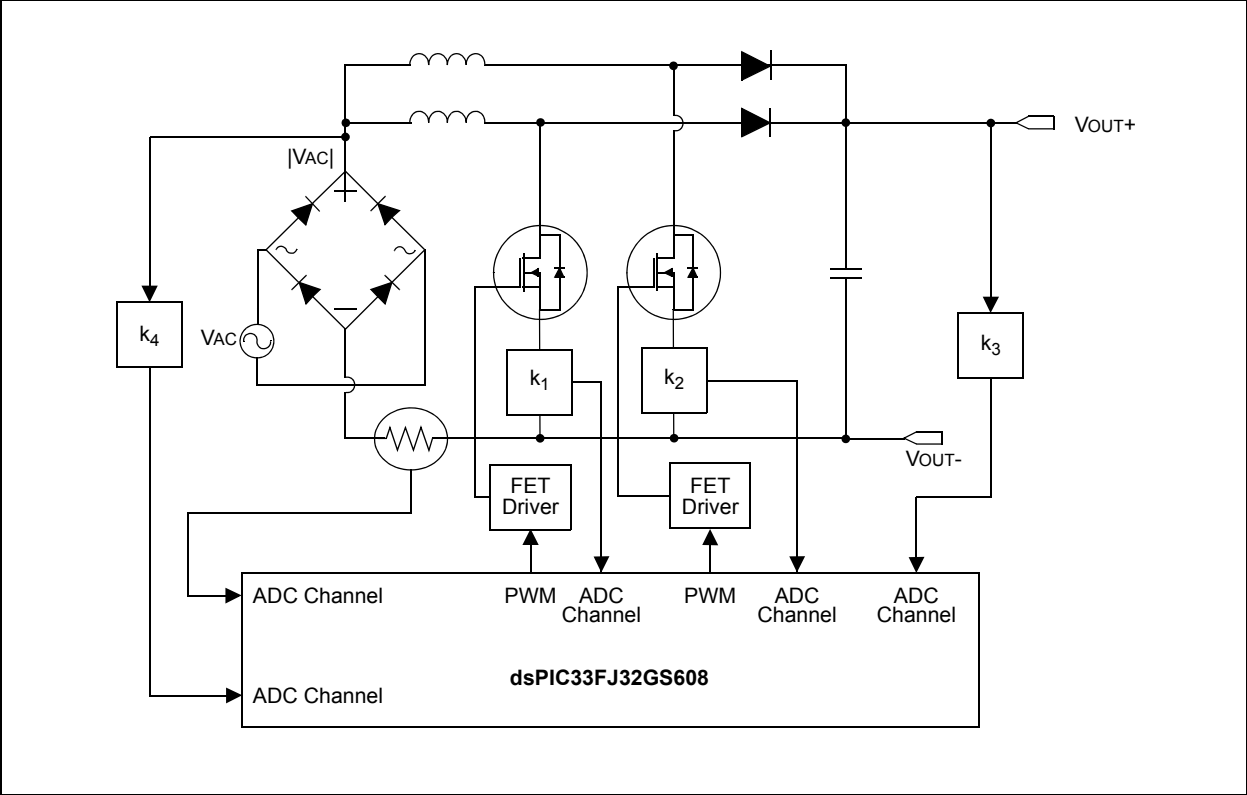 VOUT+
|VAC|
+
k4
VAC
k3
k1
k2
VOUT-
FET
Driver
FET
Driver
ADC Channel
PWM
ADC
Channel
PWM
ADC
Channel
ADC
Channel
dsPIC33FJ32GS608
ADC Channel